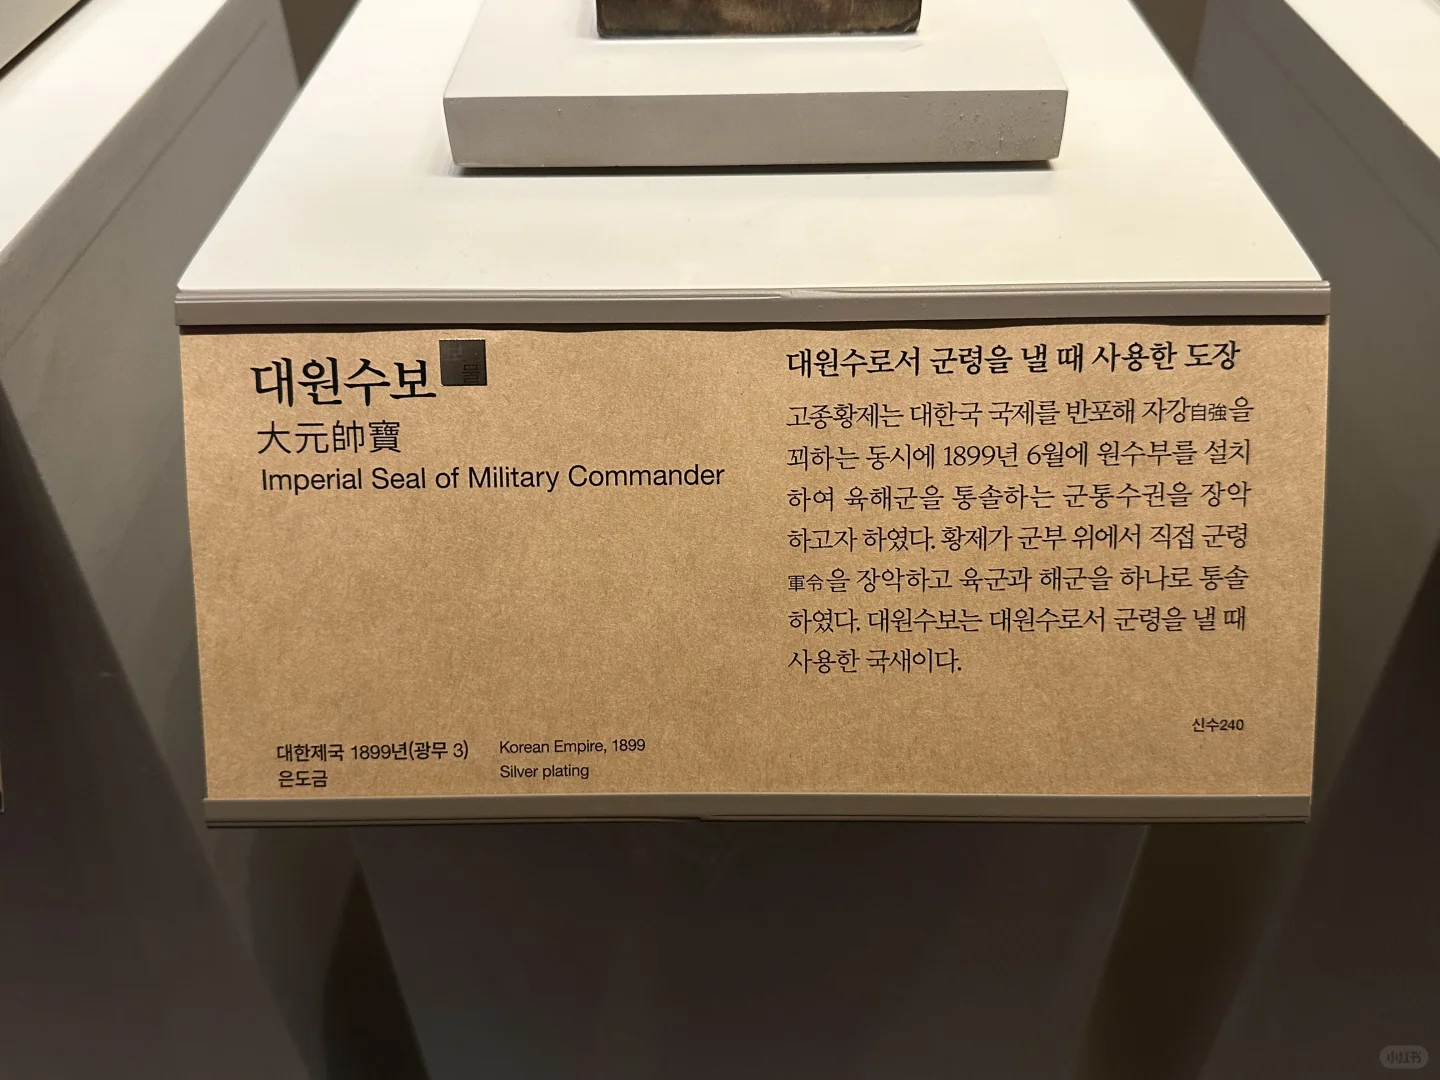 대원수보
보물
大元帥寶
Imperial Seal of Military Commander
대원수로서 군령을 낼 때 사용한 도장
고종황제는 대한국 국제를 반포해 자강自強을
꾀하는 동시에 1899년 6월에 원수부를 설치
하여 육해군을 통솔하는 군통수권을 장악
하고자 하였다. 황제가 군부 위에서 직접 군령
軍令을 장악하고 육군과 해군을 하나로 통솔
하였다. 대원수보는 대원수로서 군령을 낼 때
사용한 국새이다.
신수240
대한제국 1899년(광무 3)
은도금
Korean Empire, 1899
Silver plating
小红书